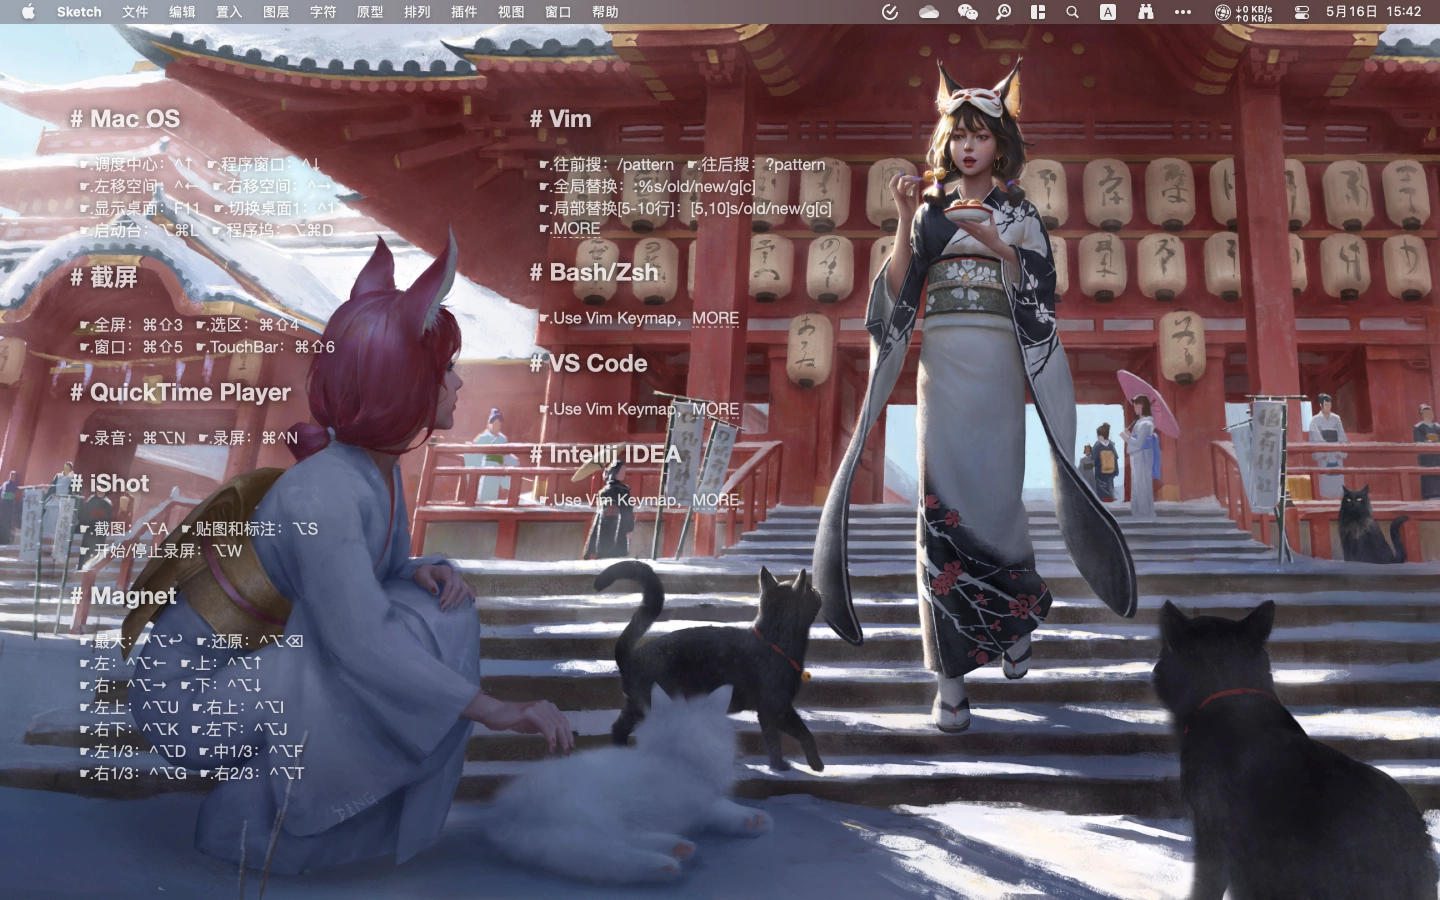 Sketch 文件 编辑 置入 图层 字符 原型 排列 插件 视图 窗口 帮助
A ↓0 KB/s ↑0 KB/s 5月16日 15:42
# Mac OS
☛.调度中心：^↑ ☛.程序窗口：^↓
☛.左移空间：^← ☛.右移空间：^→
☛.显示桌面：F11 ☛.切换桌面1：^1
☛.启动台：⌥⌘L ☛.程序坞：⌥⌘D
# 截屏
☛.全屏：⌘⇧3 ☛.选区：⌘⇧4
☛.窗口：⌘⇧5 ☛.TouchBar：⌘⇧6
# QuickTime Player
☛.录音：⌘⌥N ☛.录屏：⌘^N
# iShot
☛.截图：⌥A ☛.贴图和标注：⌥S
☛.开始/停止录屏：⌥W
# Magnet
☛.最大：^⌥↩ ☛.还原：^⌥⌫
☛.左：^⌥← ☛.上：^⌥↑
☛.右：^⌥→ ☛.下：^⌥↓
☛.左上：^⌥U ☛.右上：^⌥I
☛.右下：^⌥K ☛.左下：^⌥J
☛.左1/3：^⌥D ☛.中1/3：^⌥F
☛.右1/3：^⌥G ☛.右2/3：^⌥T
# Vim
☛.往前搜：/pattern ☛.往后搜：?pattern
☛.全局替换：:%s/old/new/g[c]
☛.局部替换[5-10行]：[5,10]s/old/new/g[c]
☛.MORE
# Bash/Zsh
☛.Use Vim Keymap，MORE
# VS Code
☛.Use Vim Keymap，MORE
# Intellij IDEA
☛.Use Vim Keymap，MORE